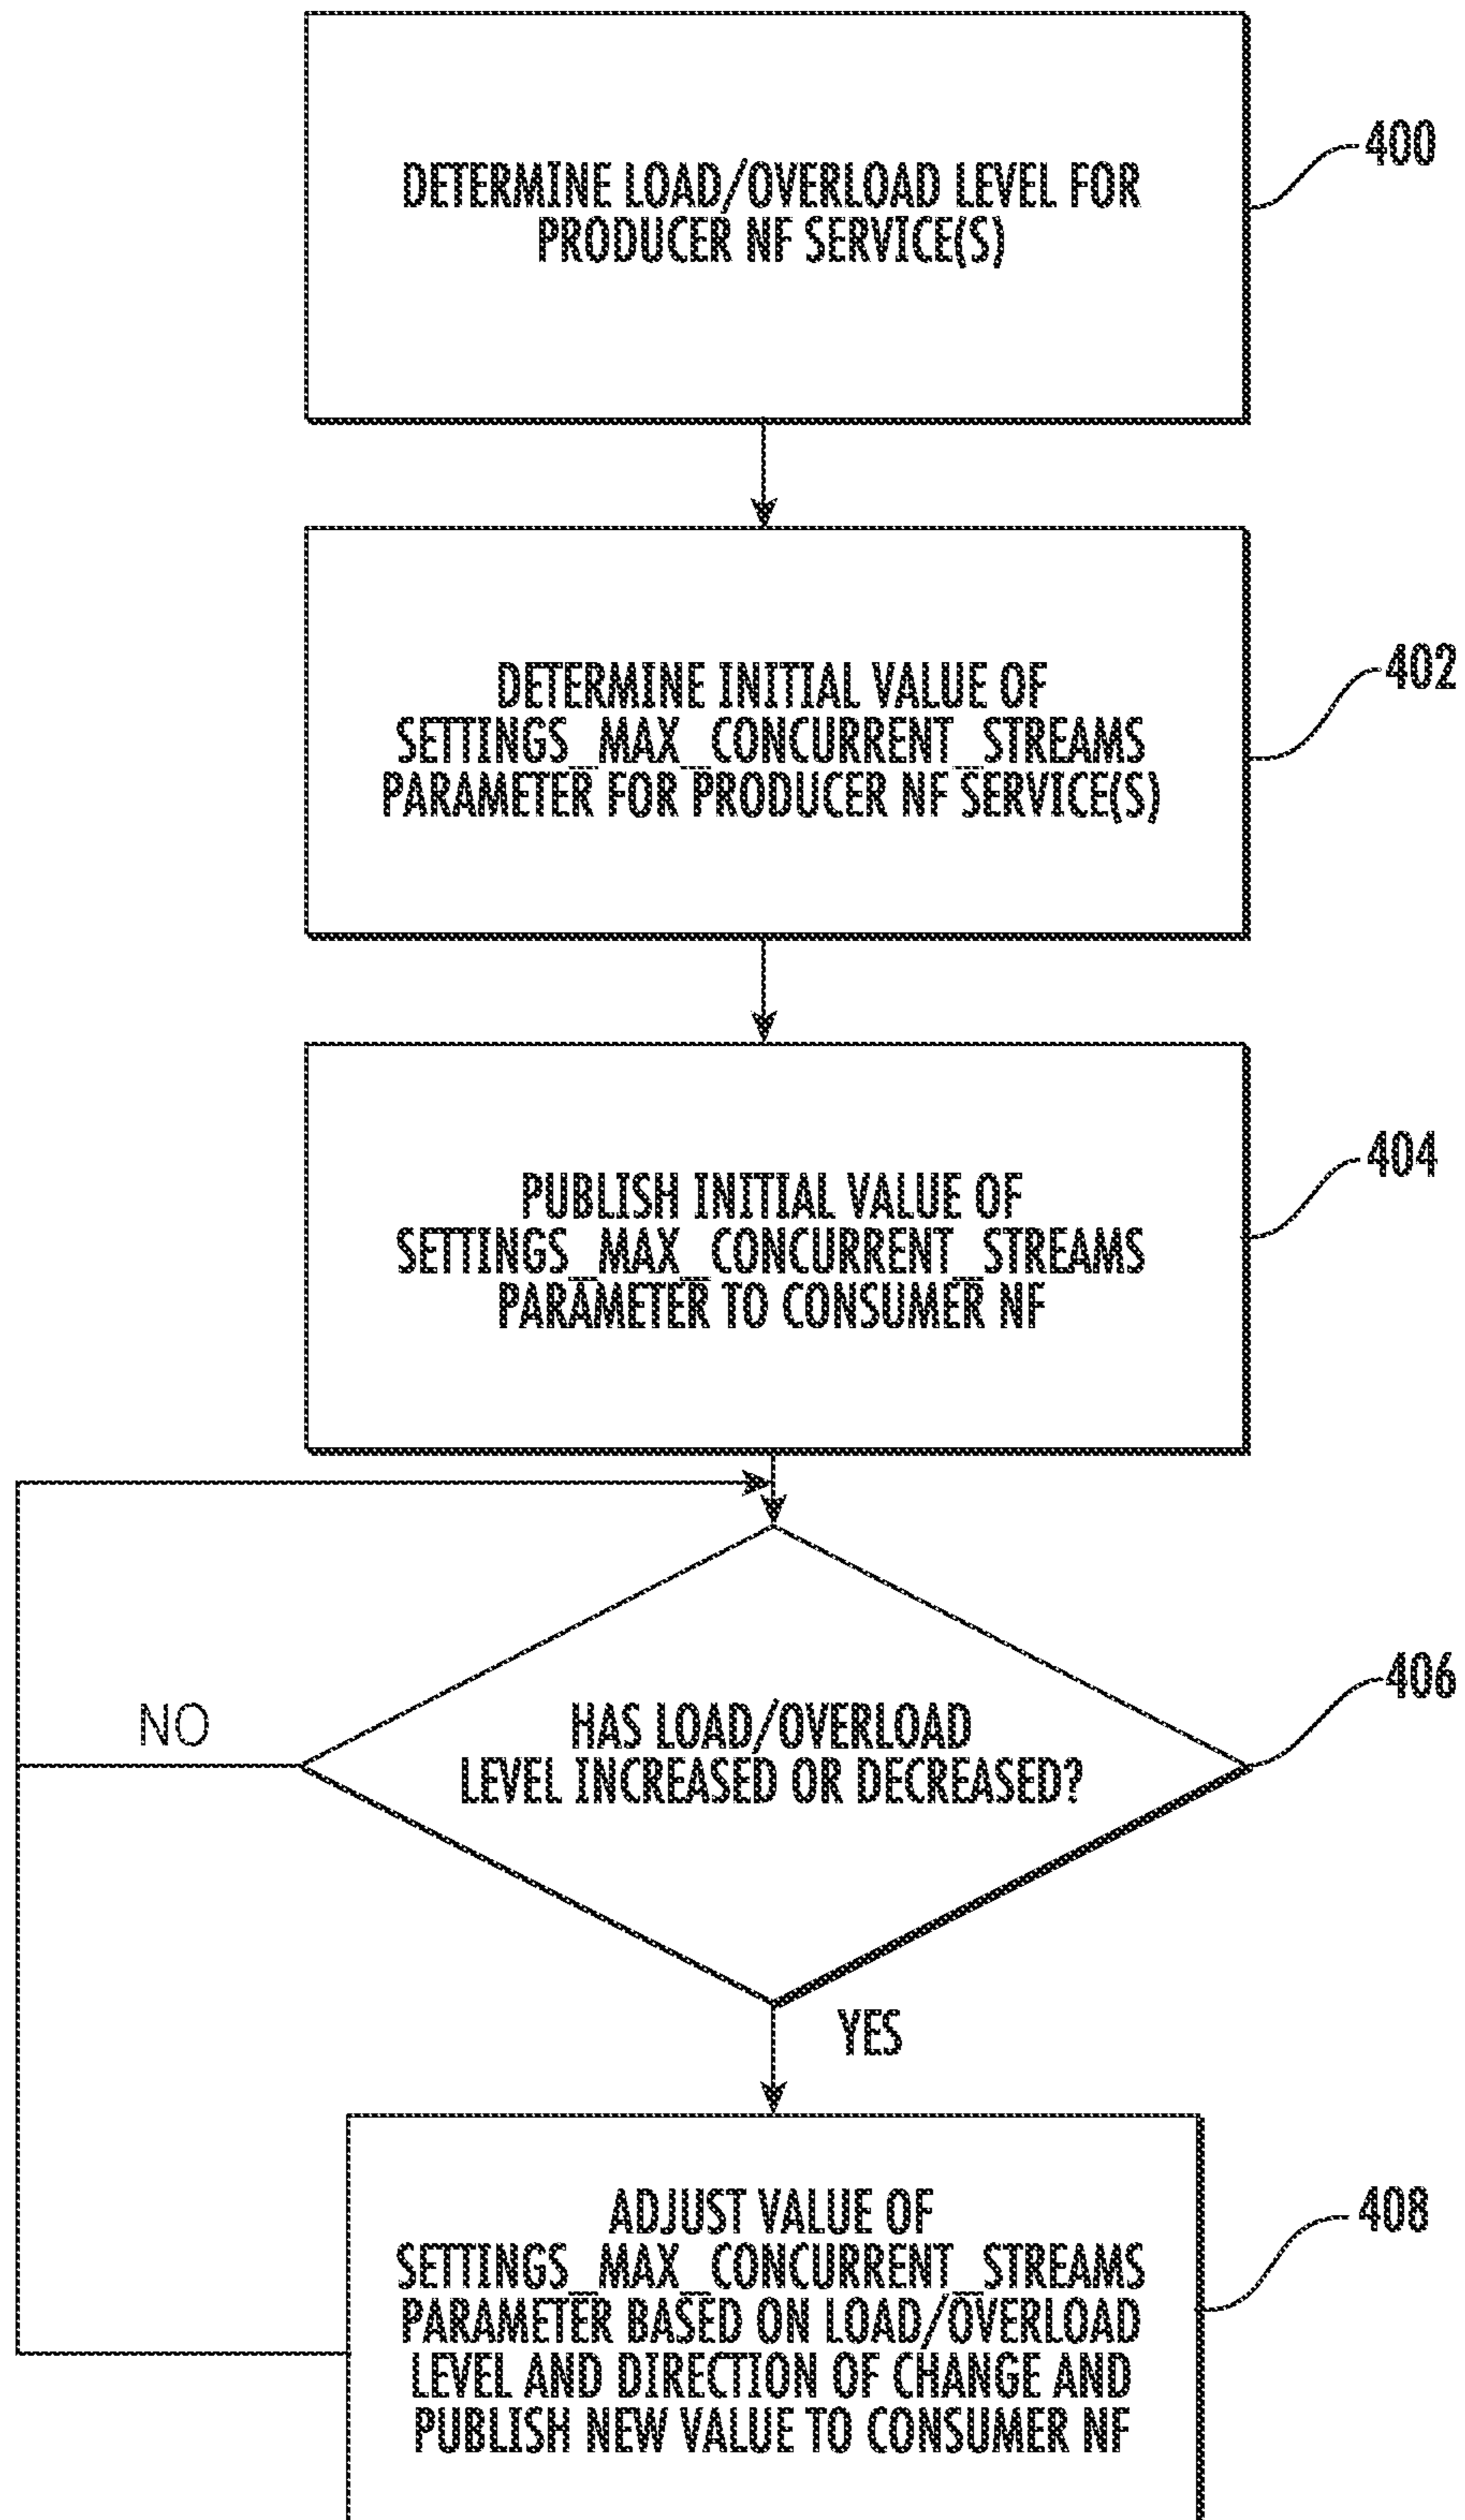 DETERMINE LOAD/OVERLOAD LEVEL FOR
PRODUCER NF SERVICE(S)
400
DETERMINE INITIAL VALUE OF
SETTINGS_MAX_CONCURRENT_STREAMS
PARAMETER FOR PRODUCER NF SERVICE(S)
402
PUBLISH INITIAL VALUE OF
SETTINGS_MAX_CONCURRENT_STREAMS
PARAMETER TO CONSUMER NF
404
HAS LOAD/OVERLOAD
LEVEL INCREASED OR DECREASED?
406
NO
YES
ADJUST VALUE OF
SETTINGS_MAX_CONCURRENT_STREAMS
PARAMETER BASED ON LOAD/OVERLOAD
LEVEL AND DIRECTION OF CHANGE AND
PUBLISH NEW VALUE TO CONSUMER NF
408